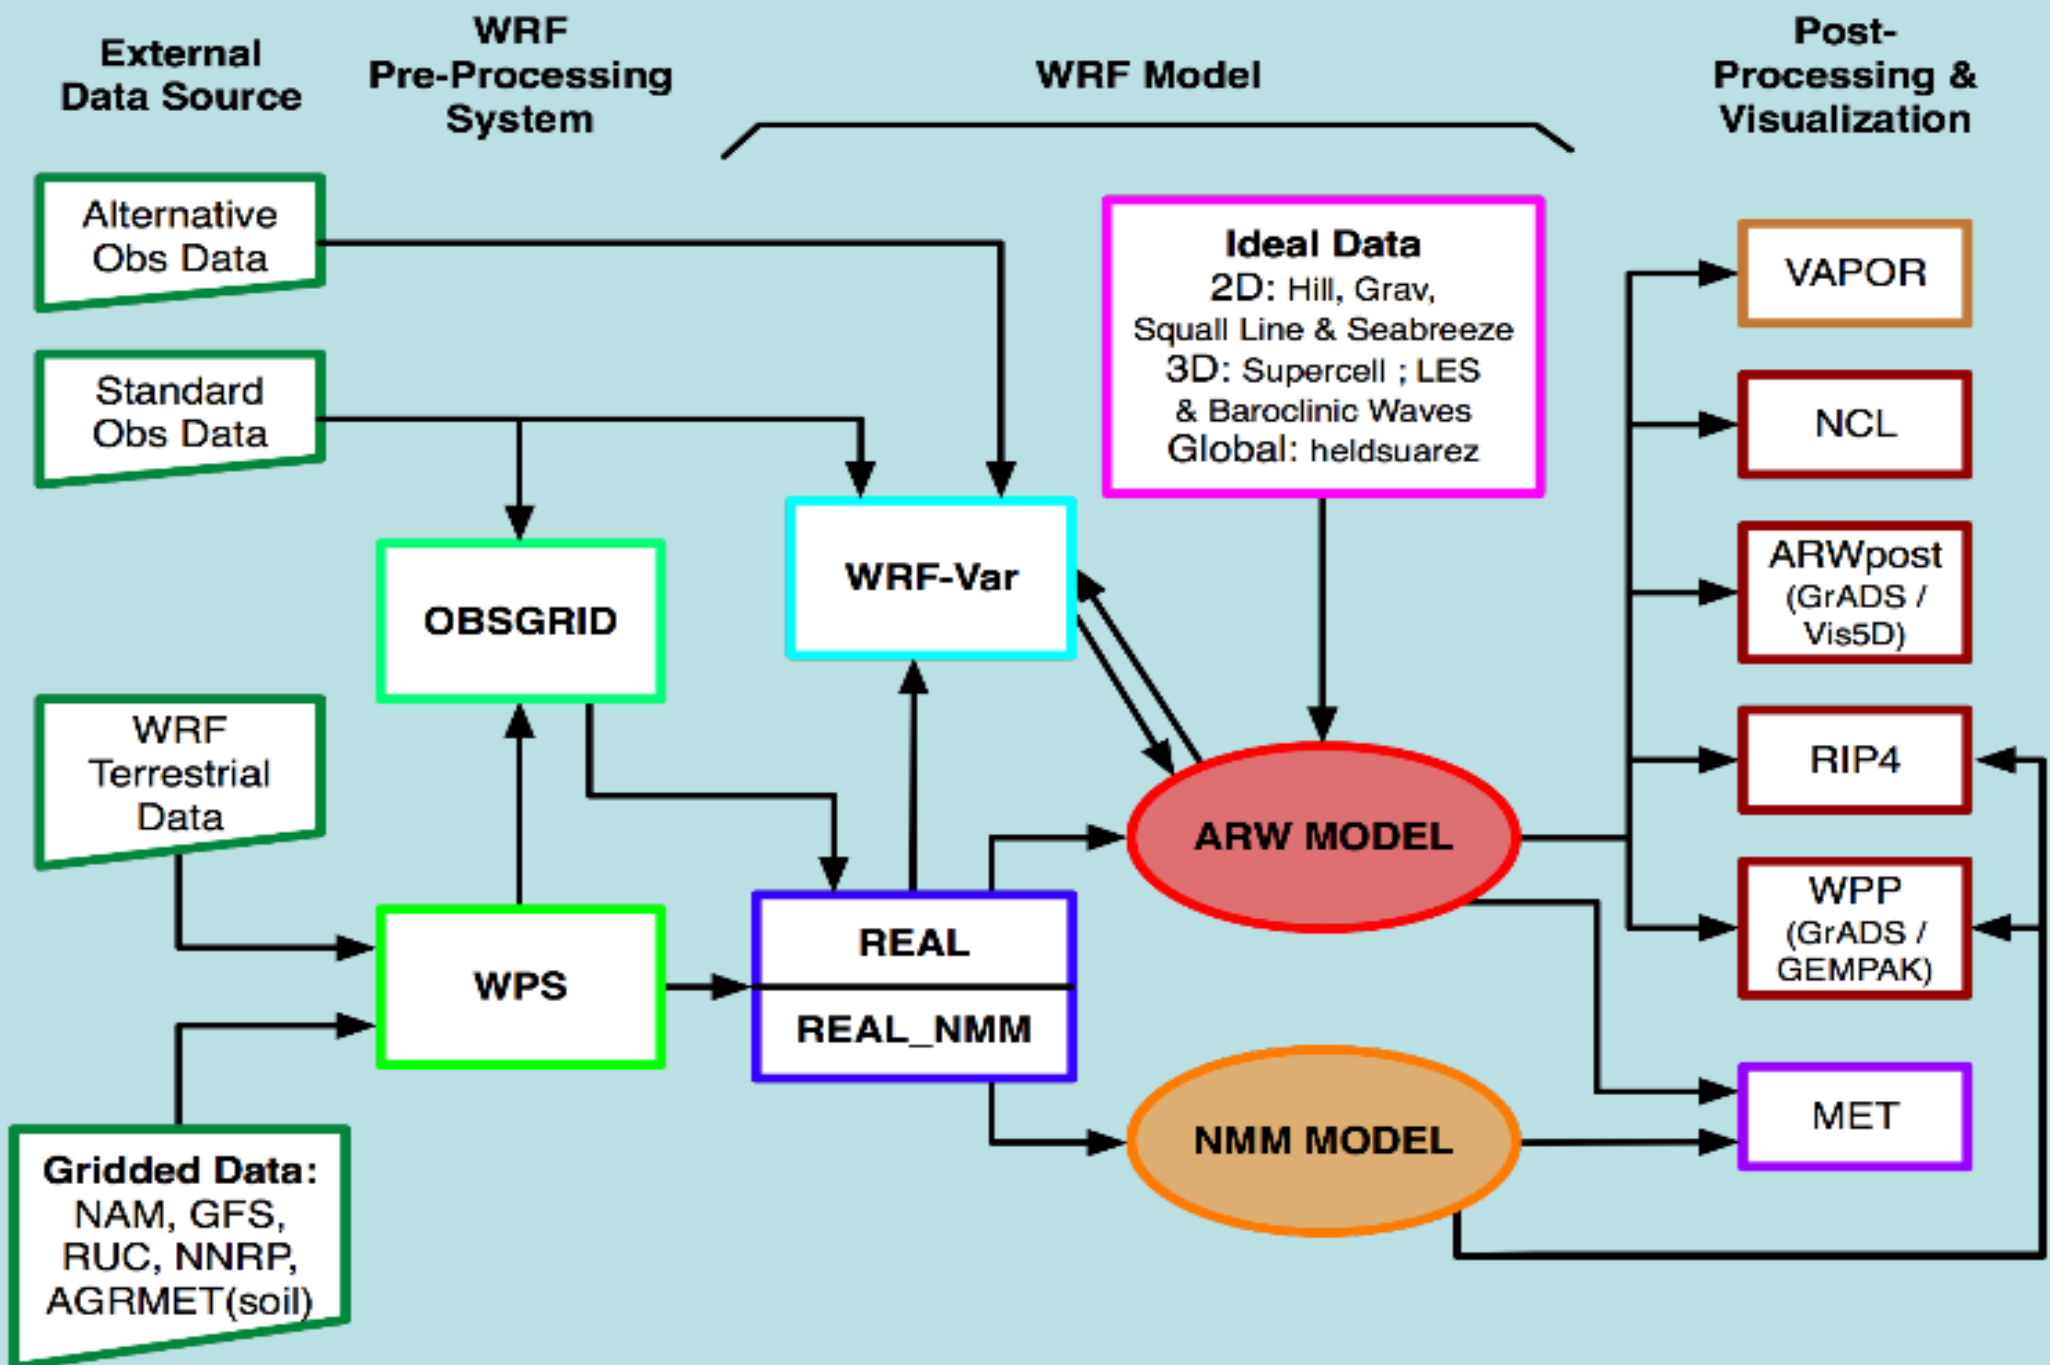 External
Data Source
WRF
Pre-Processing
System
WRF Model
Post-
Processing &
Visualization
Alternative
Obs Data
Standard
Obs Data
WRF
Terrestrial
Data
Gridded Data:
NAM, GFS,
RUC, NNRP,
AGRMET(soil)
OBSGRID
WPS
WRF-Var
REAL
REAL_NMM
Ideal Data
2D: Hill, Grav,
Squall Line & Seabreeze
3D: Supercell ; LES
& Baroclinic Waves
Global: heldsuarez
ARW MODEL
NMM MODEL
VAPOR
NCL
ARWpost
(GrADS /
Vis5D)
RIP4
WPP
(GrADS /
GEMPAK)
MET